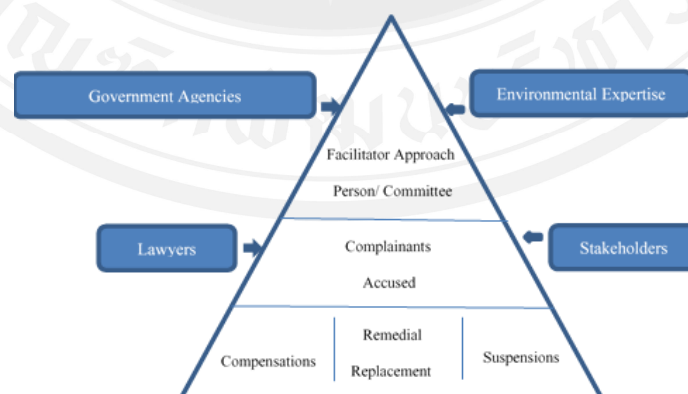 Government Agencies
Environmental Expertise
Facilitator Approach
Person/ Committee
Lawyers
Complainants
Stakeholders
Accused
Compensations
Remedial
Replacement
Suspensions